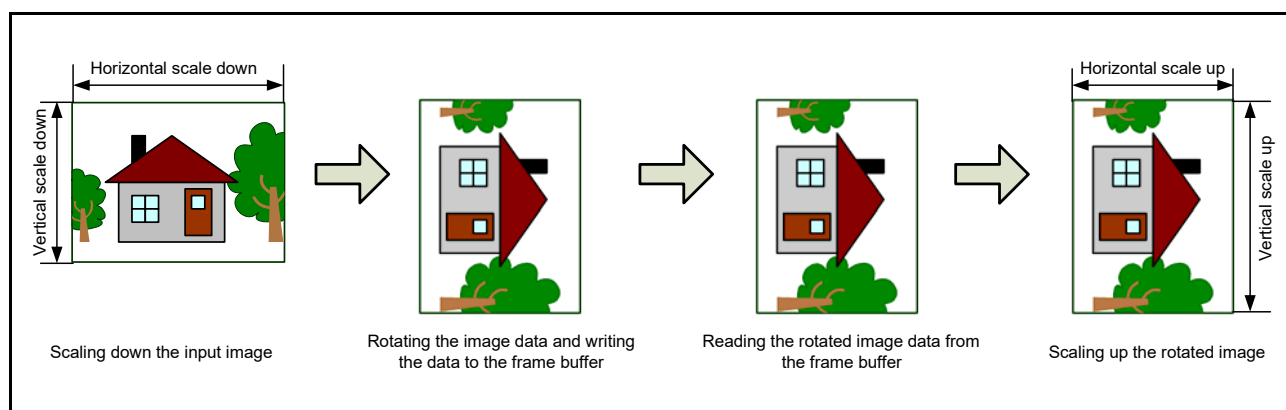 Horizontal scale down
Vertical scale down
Scaling down the input image
Rotating the image data and writing
the data to the frame buffer
Reading the rotated image data from
the frame buffer
Horizontal scale up
Vertical scale up
Scaling up the rotated image